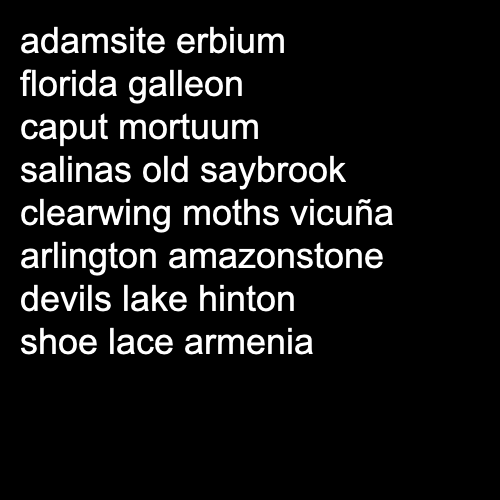 adamsite erbium
florida galleon
caput mortuum
salinas old saybrook
clearwing moths vicuña
arlington amazonstone
devils lake hinton
shoe lace armenia